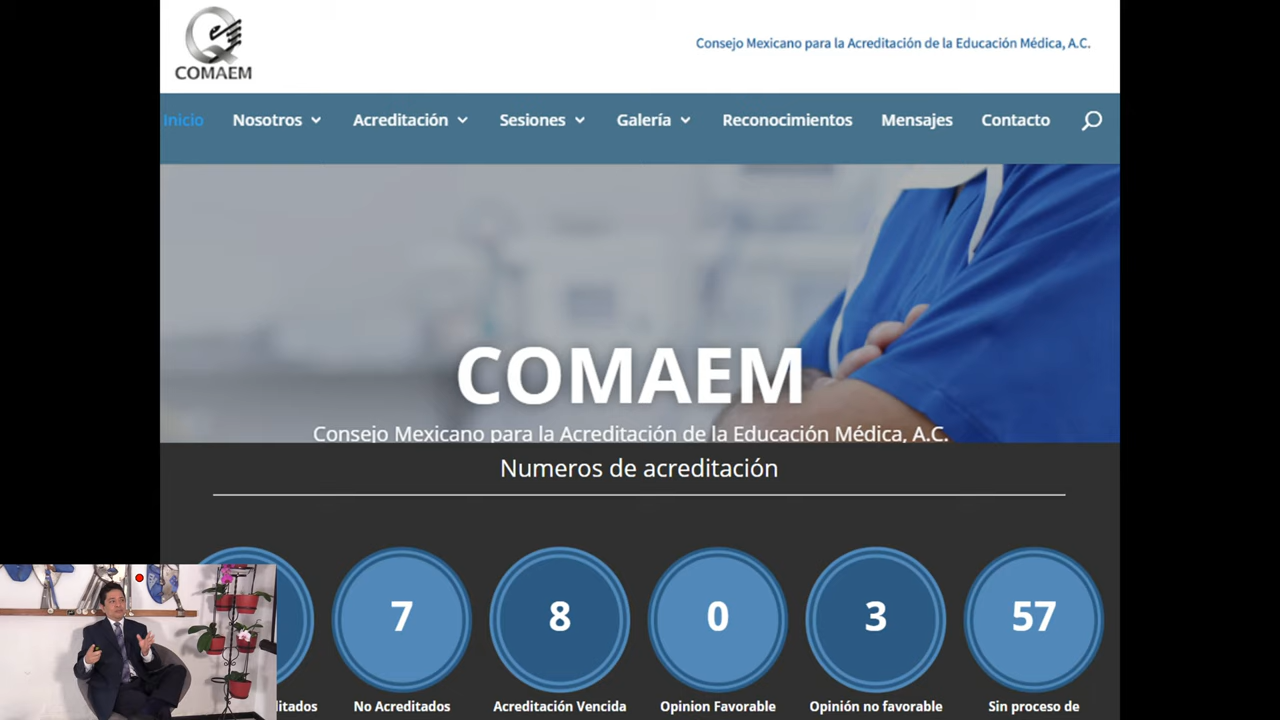 COMAEM
Consejo Mexicano para la Acreditación de la Educación Médica, A.C.
Inicio Nosotros Acreditación Sesiones Galería Reconocimientos Mensajes Contacto
COMAEM
Consejo Mexicano para la Acreditación de la Educación Médica, A.C.
Numeros de acreditación
7 8 0 3 57
No Acreditados Acreditación Vencida Opinion Favorable Opinión no favorable Sin proceso de